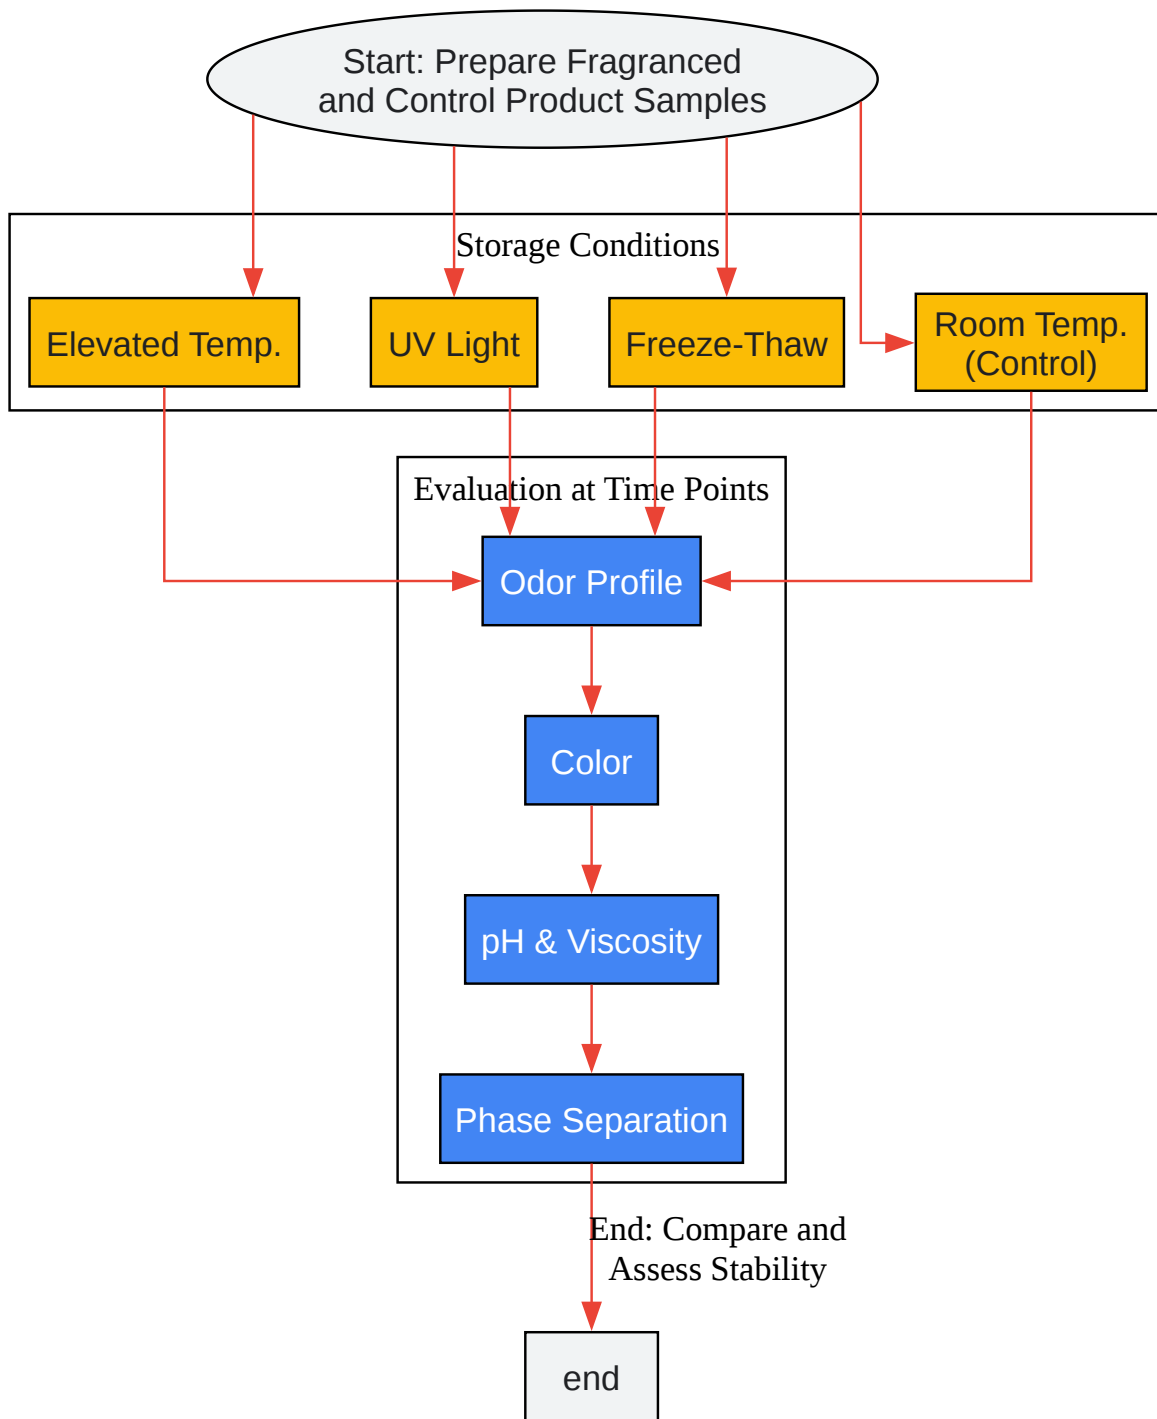 Start: Prepare Fragranced
and Control Product Samples
Storage Conditions
Elevated Temp.
UV Light
Freeze-Thaw
Room Temp.
(Control)
Evaluation at Time Points
Odor Profile
Color
pH & Viscosity
Phase Separation
End: Compare and
Assess Stability
end